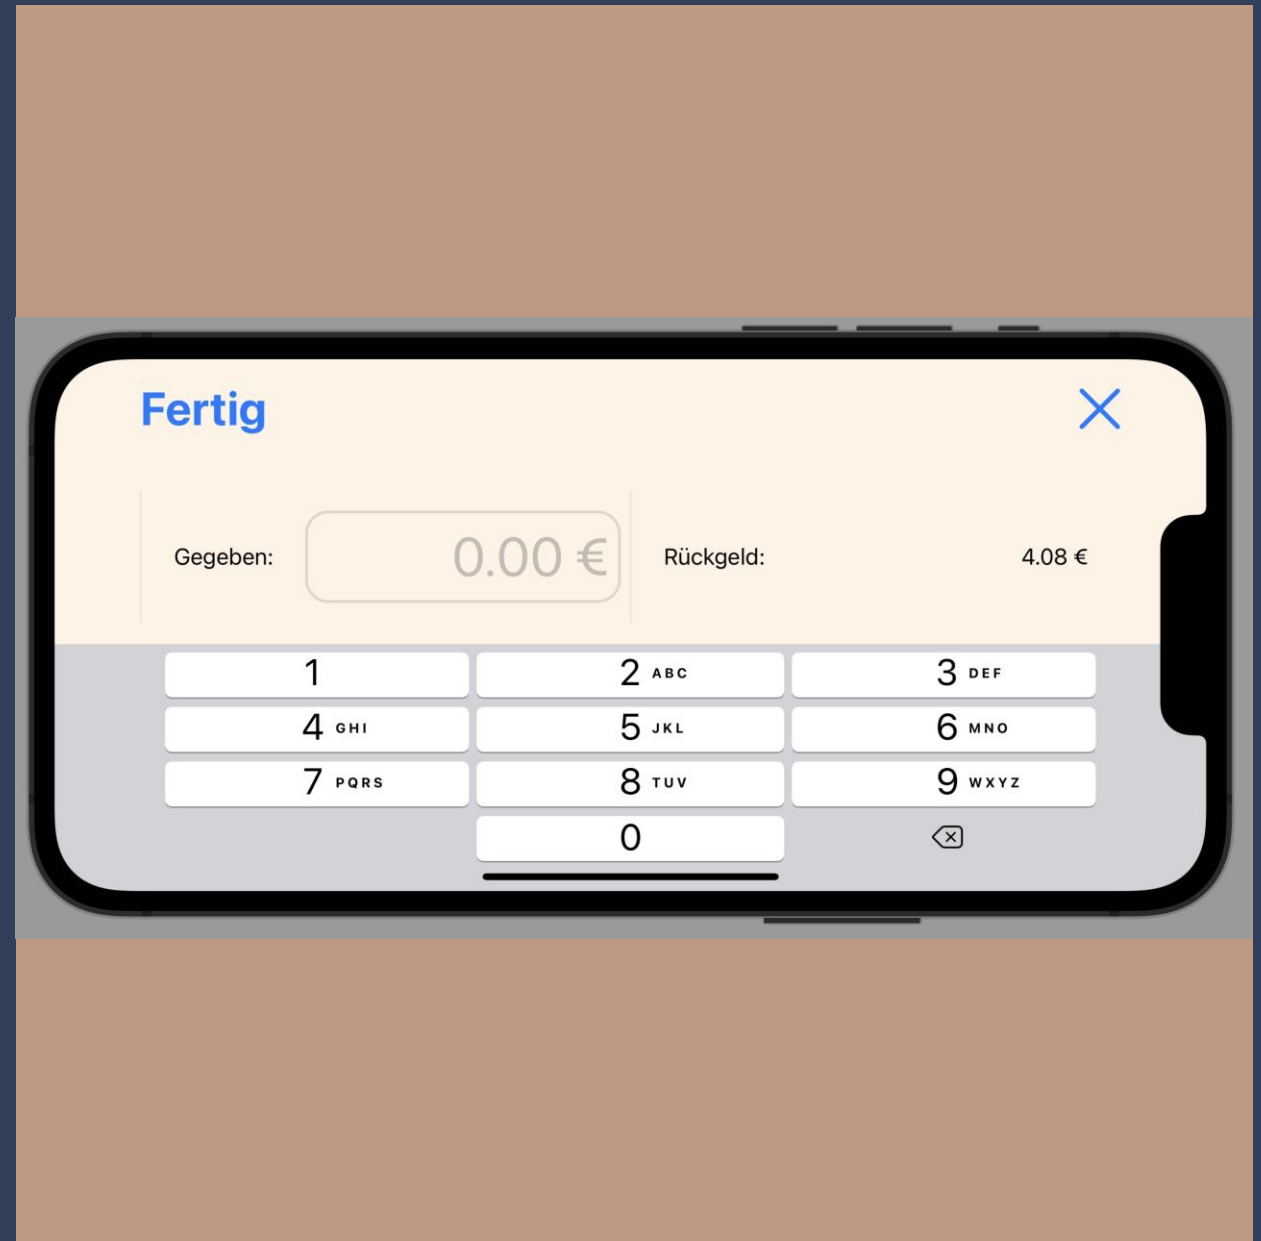 Fertig
Gegeben: 0.00 € Rückgeld: 4.08 €
1 2 ABC 3 DEF
4 GHI 5 JKL 6 MNO
7 PQRS 8 TUV 9 WXYZ
0